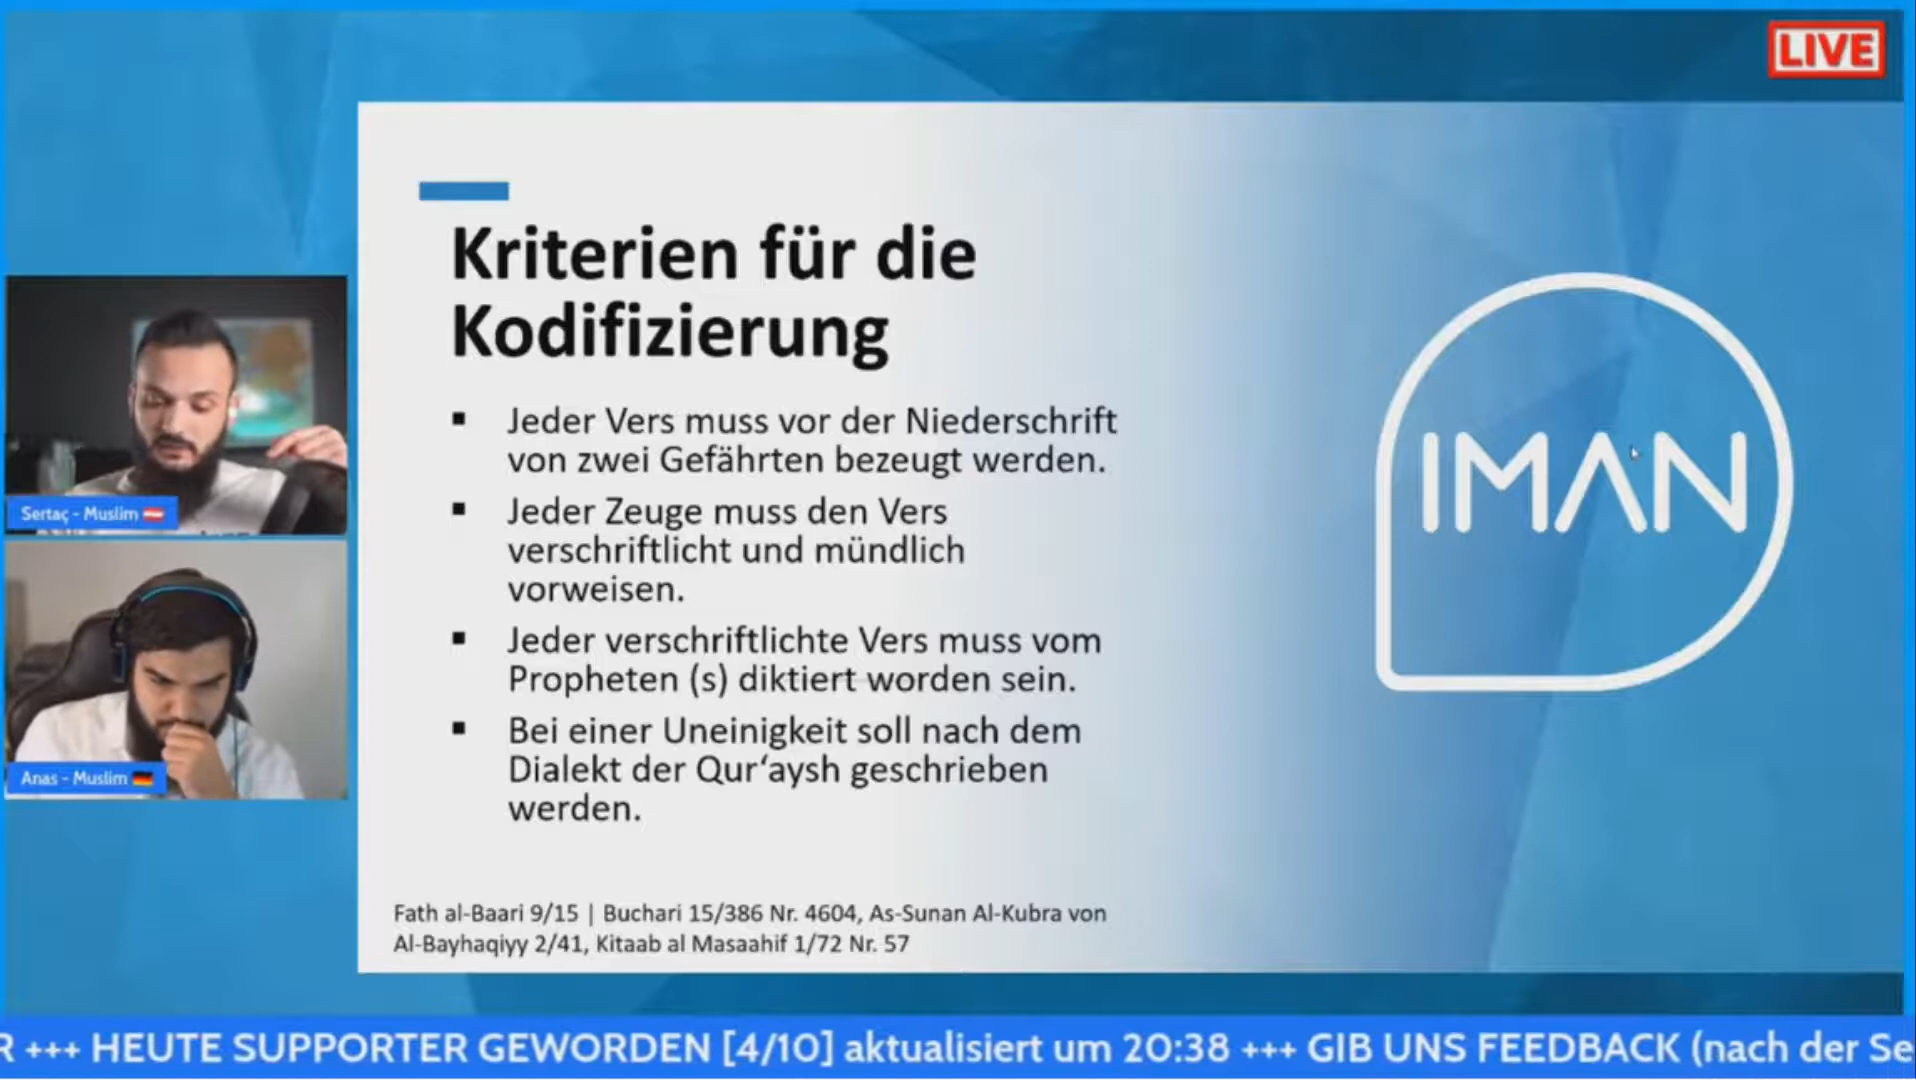 LIVE
Kriterien für die
Kodifizierung
▪ Jeder Vers muss vor der Niederschrift
von zwei Gefährten bezeugt werden.
▪ Jeder Zeuge muss den Vers
verschriftlicht und mündlich
vorweisen.
▪ Jeder verschriftlichte Vers muss vom
Propheten (s) diktiert worden sein.
▪ Bei einer Uneinigkeit soll nach dem
Dialekt der Qur‘aysh geschrieben
werden.
Fath al-Baari 9/15 | Buchari 15/386 Nr. 4604, As-Sunan Al-Kubra von
Al-Bayhaqiyy 2/41, Kitaab al Masaahif 1/72 Nr. 57
IMAN
Sertaç - Muslim
Anas - Muslim
R +++ HEUTE SUPPORTER GEWORDEN [4/10] aktualisiert um 20:38 +++ GIB UNS FEEDBACK (nach der Se